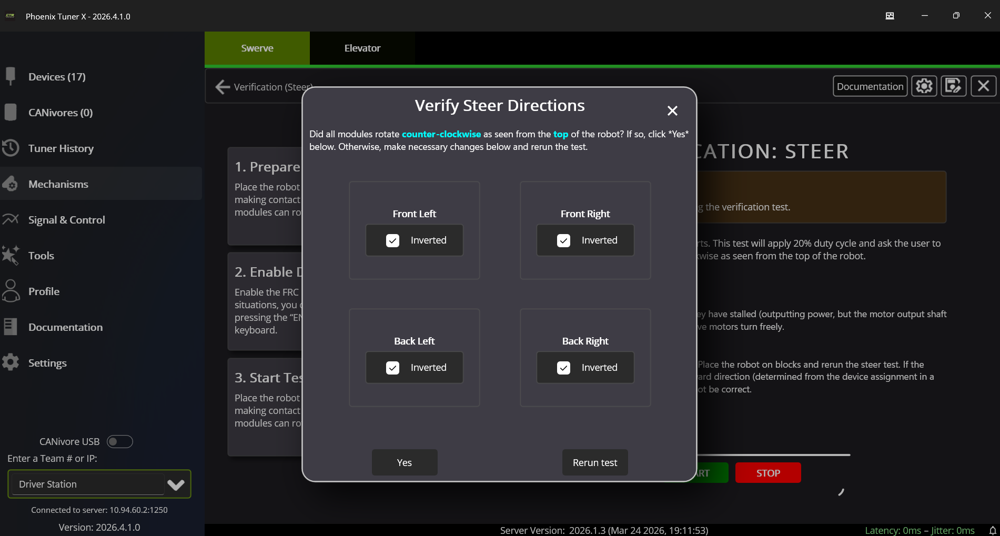 CTR
Phoenix Tuner X - 2026.4.1.0
Swerve
Elevator
Devices (17)
CANivores (0)
Tuner History
Mechanisms
Signal & Control
Tools
Profile
Documentation
Settings
CANivore USB
Enter a Team # or IP:
Driver Station
Connected to server: 10.94.60.2:1250
Version: 2026.4.1.0
Verification (Steer)
Documentation
1. Prepare
Place the robot
making contact
modules can ro
2. Enable D
Enable the FRC
situations, you c
pressing the “EN
keyboard.
3. Start Tes
Place the robot
making contact
modules can ro
Verify Steer Directions
Did all modules rotate counter-clockwise as seen from the top of the robot? If so, click *Yes*
below. Otherwise, make necessary changes below and rerun the test.
Front Left
Inverted
Front Right
Inverted
Back Left
Inverted
Back Right
Inverted
Yes
Rerun test
CATION: STEER
g the verification test.
rts. This test will apply 20% duty cycle and ask the user to
kwise as seen from the top of the robot.
ey have stalled (outputting power, but the motor output shaft
ve motors turn freely.
Place the robot on blocks and rerun the steer test. If the
ard direction (determined from the device assignment in a
ot be correct.
ART
STOP
Server Version: 2026.1.3 (Mar 24 2026, 19:11:53)
Latency: 0ms – Jitter: 0ms